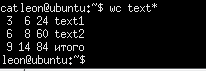 catleon@ubuntu:~$ wc text*
3 6 24 text1
6 8 60 text2
9 14 84 итого
leon@ubuntu:~$